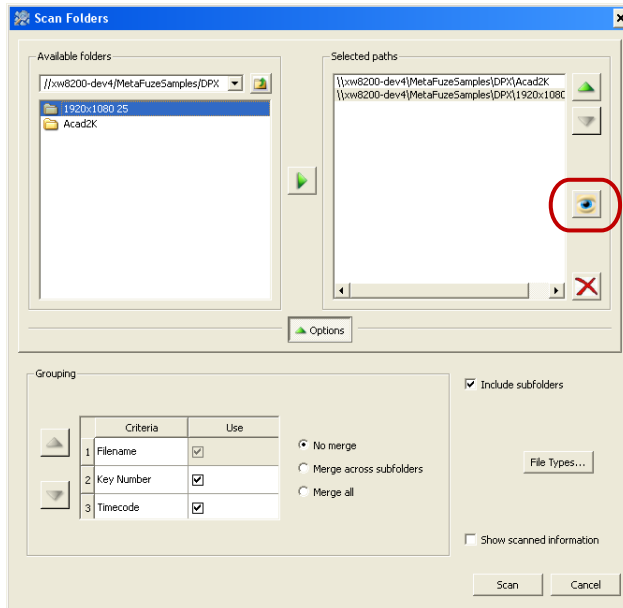 Scan Folders
Available folders
//xw8200-dev4/MetaFuzeSamples/DPX
1920x1080 25
Acad2K
Selected paths
\\xw8200-dev4\MetaFuzeSamples\DPX\Acad2K
\\xw8200-dev4\MetaFuzeSamples\DPX\1920x1080
Options
Grouping
Criteria Use
1 Filename
2 Key Number
3 Timecode
No merge
Merge across subfolders
Merge all
Include subfolders
File Types...
Show scanned information
Scan Cancel